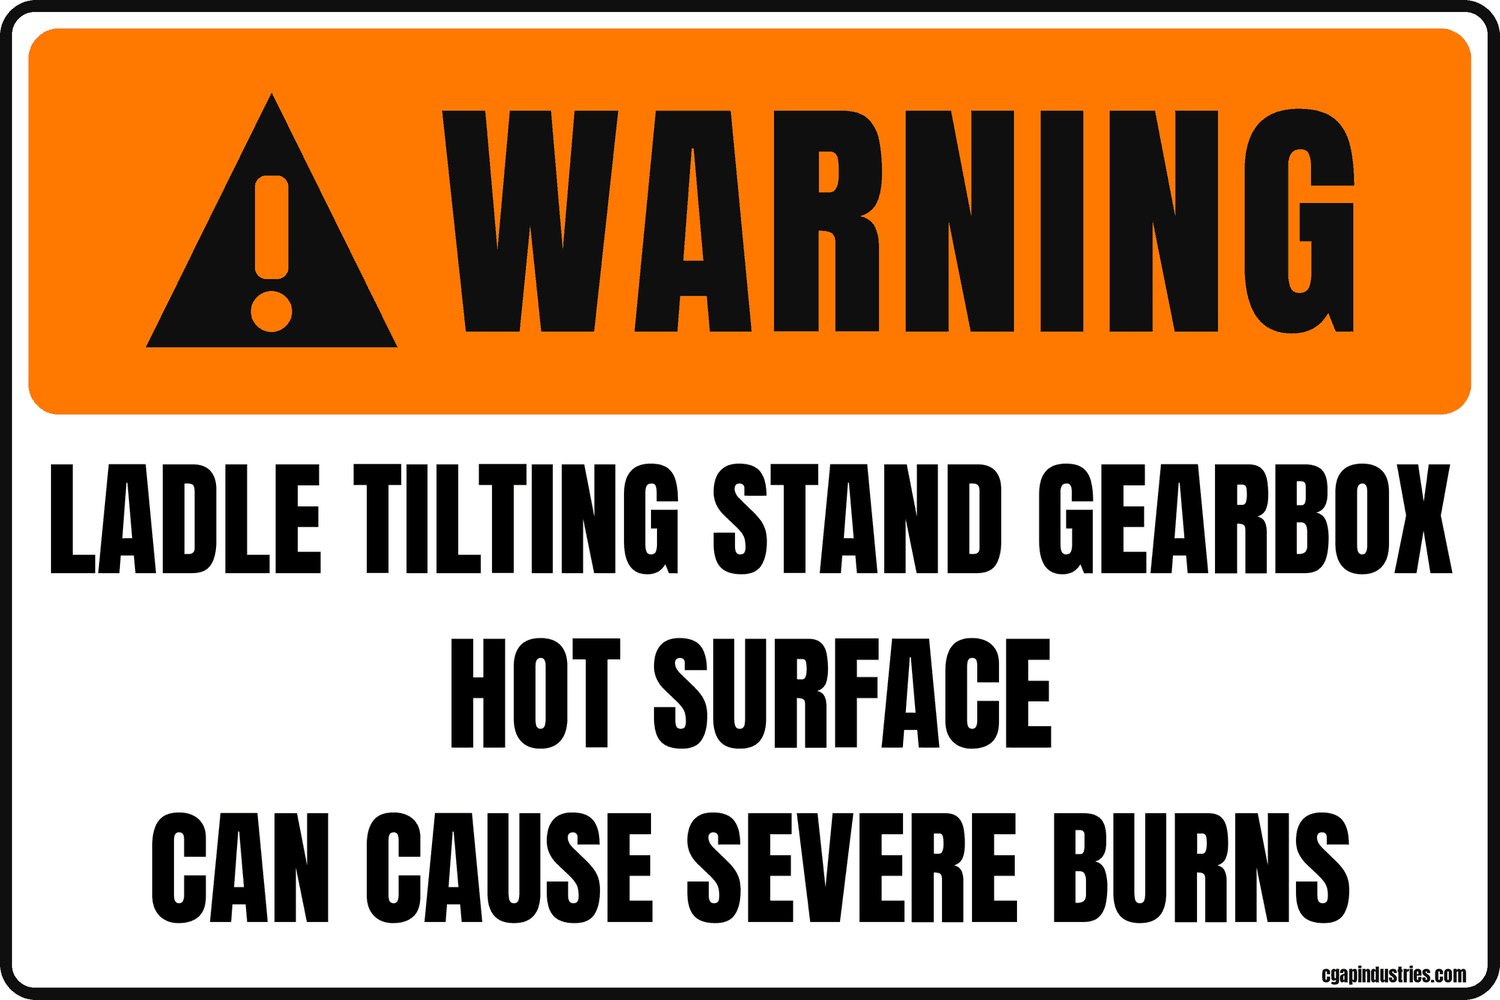 WARNING
LADLE TILTING STAND GEARBOX
HOT SURFACE
CAN CAUSE SEVERE BURNS
cgapindustries.com